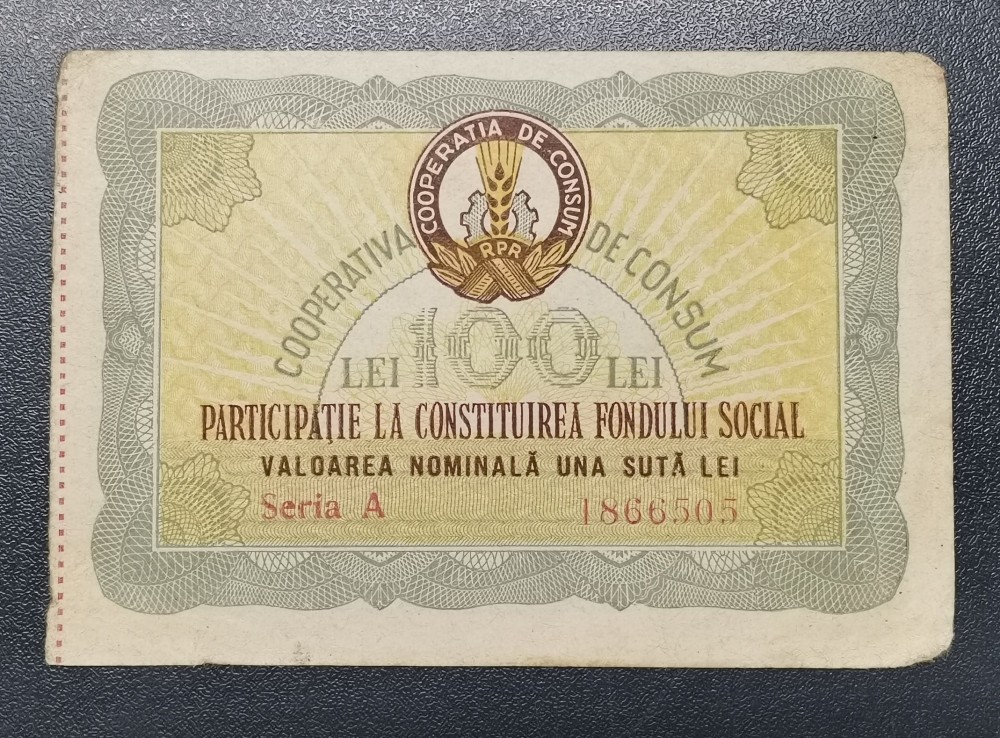 COOPERATIA DE CONSUM
RPR
COOPERATIVA DE CONSUM
LEI 100 LEI
PARTICIPAȚIE LA CONSTITUIREA FONDULUI SOCIAL
VALOAREA NOMINALĂ UNA SUTĂ LEI
Seria A 1866505